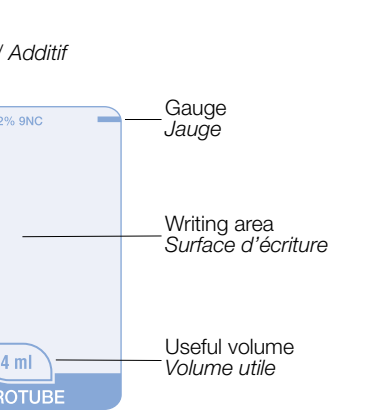 / Additif
2% 9NC
Gauge
Jauge
Writing area
Surface d'écriture
4 ml
Useful volume
Volume utile
ROTUBE